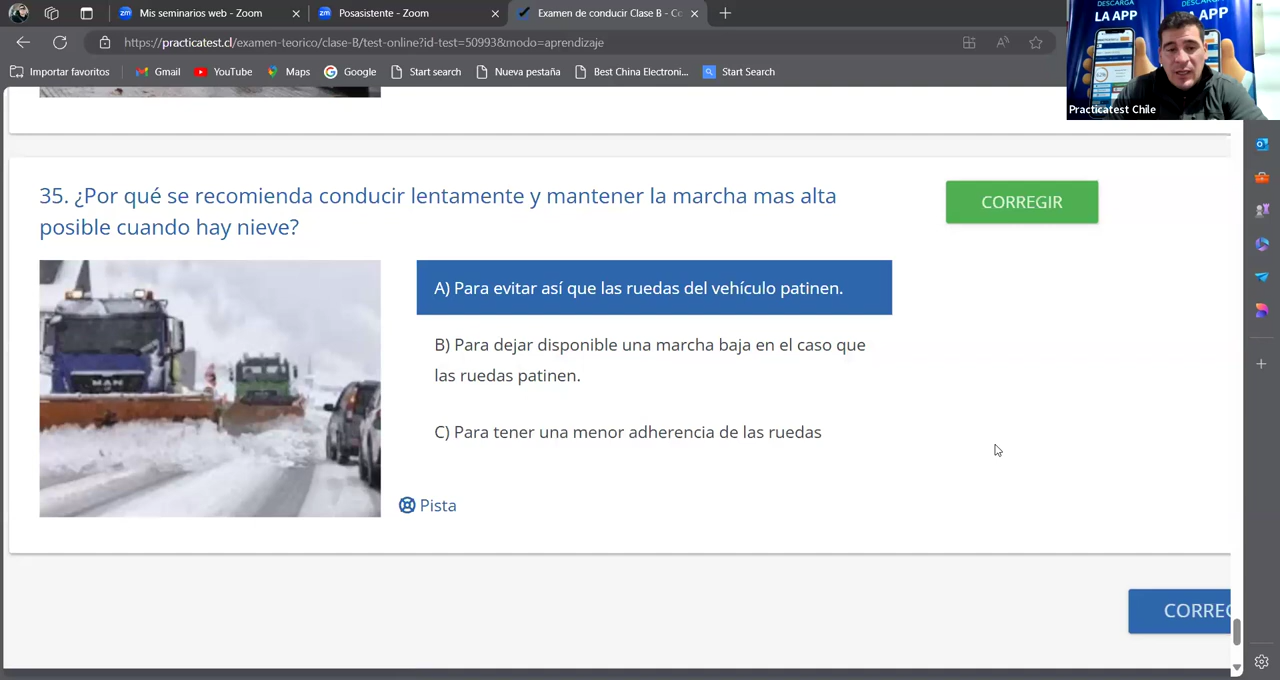 Mis seminarios web - Zoom
Posasistente - Zoom
Examen de conducir Clase B - Co
https://practicatest.cl/examen-teorico/clase-B/test-online?id-test=50993&modo=aprendizaje
Importar favoritos
Gmail
YouTube
Maps
Google
Start search
Nueva pestaña
Best China Electroni...
Start Search
DESCARGA
LA APP
DESCARGA
APP
Practicatest Chile
35. ¿Por qué se recomienda conducir lentamente y mantener la marcha mas alta
posible cuando hay nieve?
CORREGIR
MAN
A) Para evitar así que las ruedas del vehículo patinen.
B) Para dejar disponible una marcha baja en el caso que
las ruedas patinen.
C) Para tener una menor adherencia de las ruedas
Pista
CORREG